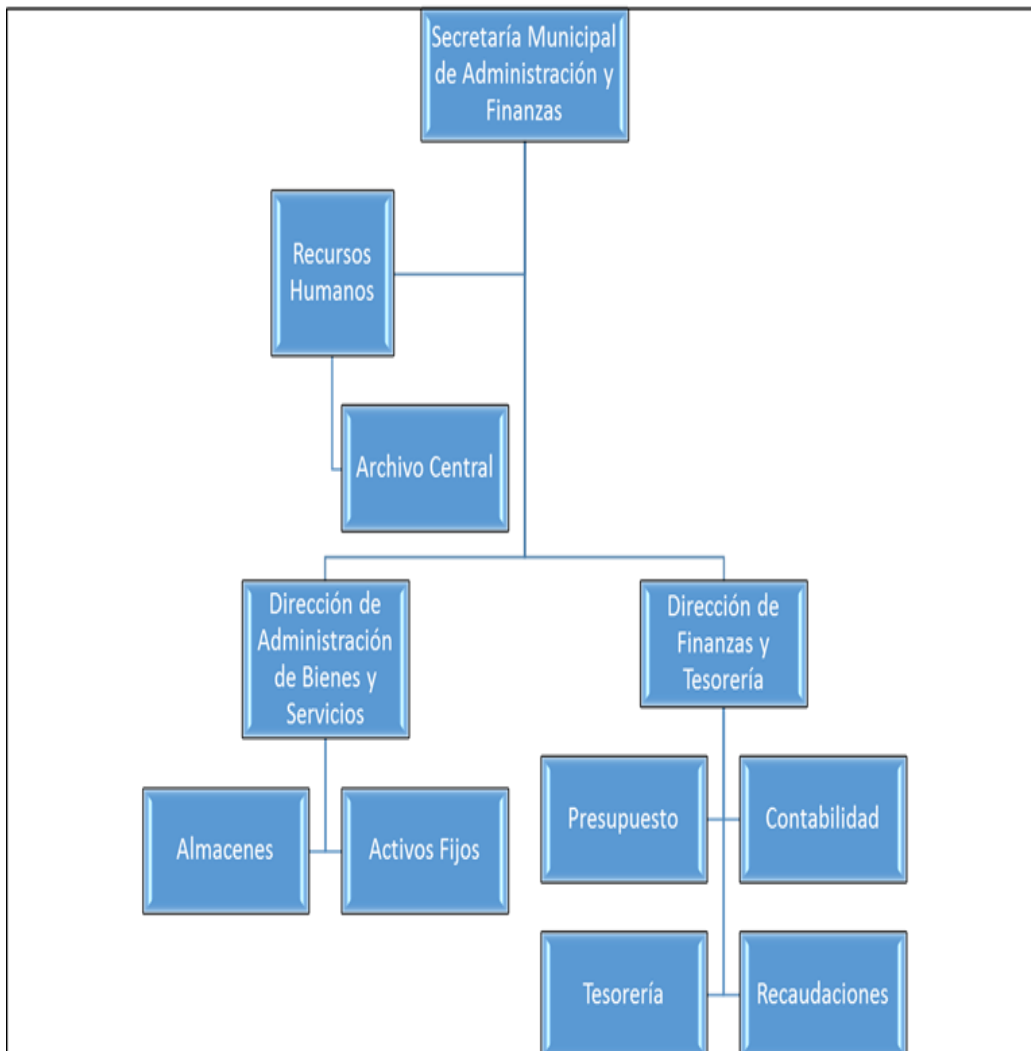 Secretaría Municipal
de Administración y
Finanzas
Recursos
Humanos
Archivo Central
Dirección de
Administración
de Bienes y
Servicios
Dirección de
Finanzas y
Tesorería
Almacenes
Activos Fijos
Presupuesto
Contabilidad
Tesorería
Recaudaciones